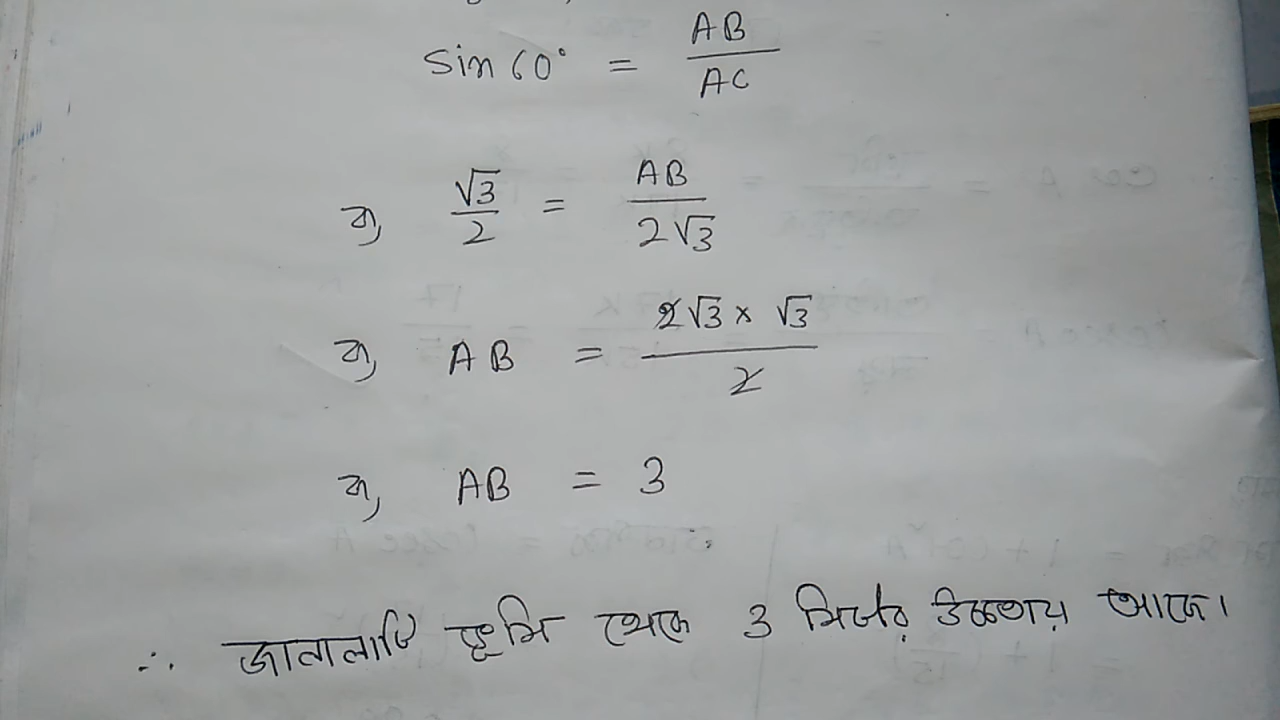 Sin 60° = AB / AC
বা, √3 / 2 = AB / 2√3
বা, AB = 2√3 × √3 / 2
বা, AB = 3
∴ জানালাটি ভূমি থেকে 3 মিটার উচ্চতায় আছে।